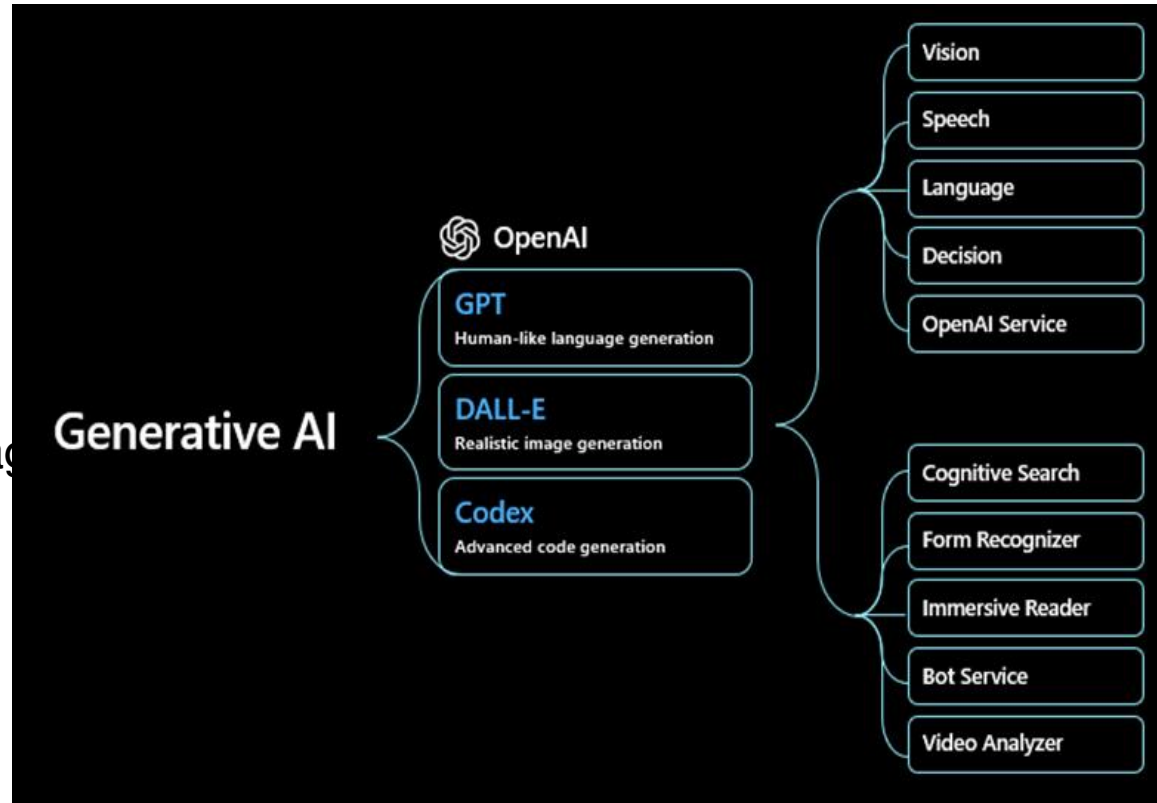 Generative AI
OpenAI
GPT
Human-like language generation
DALL-E
Realistic image generation
Codex
Advanced code generation
Vision
Speech
Language
Decision
OpenAI Service
Cognitive Search
Form Recognizer
Immersive Reader
Bot Service
Video Analyzer